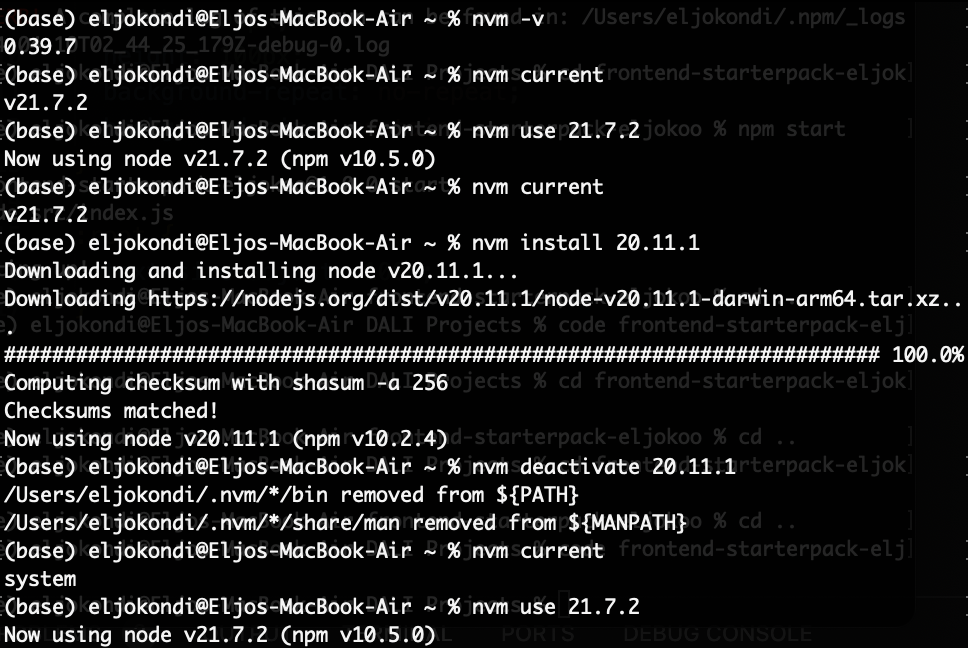 (base) eljokondi@Eljos-MacBook-Air ~ % nvm -v
0.39.7
(base) eljokondi@Eljos-MacBook-Air ~ % nvm current
v21.7.2
(base) eljokondi@Eljos-MacBook-Air ~ % nvm use 21.7.2
Now using node v21.7.2 (npm v10.5.0)
(base) eljokondi@Eljos-MacBook-Air ~ % nvm current
v21.7.2
(base) eljokondi@Eljos-MacBook-Air ~ % nvm install 20.11.1
Downloading and installing node v20.11.1...
Downloading https://nodejs.org/dist/v20.11.1/node-v20.11.1-darwin-arm64.tar.xz..
.
######################################################################### 100.0%
Computing checksum with shasum -a 256
Checksums matched!
Now using node v20.11.1 (npm v10.2.4)
(base) eljokondi@Eljos-MacBook-Air ~ % nvm deactivate 20.11.1
/Users/eljokondi/.nvm/*/bin removed from ${PATH}
/Users/eljokondi/.nvm/*/share/man removed from ${MANPATH}
(base) eljokondi@Eljos-MacBook-Air ~ % nvm current
system
(base) eljokondi@Eljos-MacBook-Air ~ % nvm use 21.7.2
Now using node v21.7.2 (npm v10.5.0)